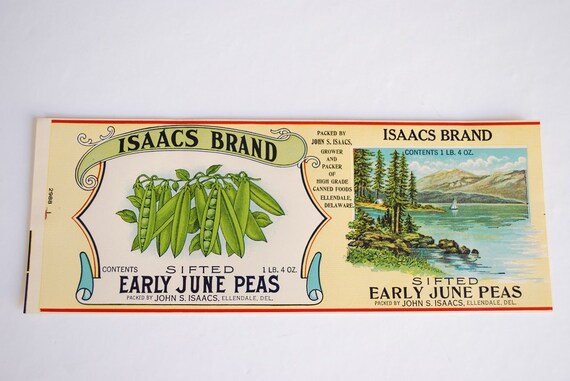 ISAACS BRAND
CONTENTS
SIFTED
1 LB. 4 OZ.
EARLY JUNE PEAS
PACKED BY JOHN S. ISAACS, ELLENDALE, DEL.
PACKED BY
JOHN S. ISAACS,
GROWER
AND
PACKER
OF
HIGH GRADE
CANNED FOODS
ELLENDALE,
DELAWARE.
ISAACS BRAND
CONTENTS 1 LB. 4 OZ.
SIFTED
EARLY JUNE PEAS
PACKED BY JOHN S. ISAACS, ELLENDALE, DEL.
2988